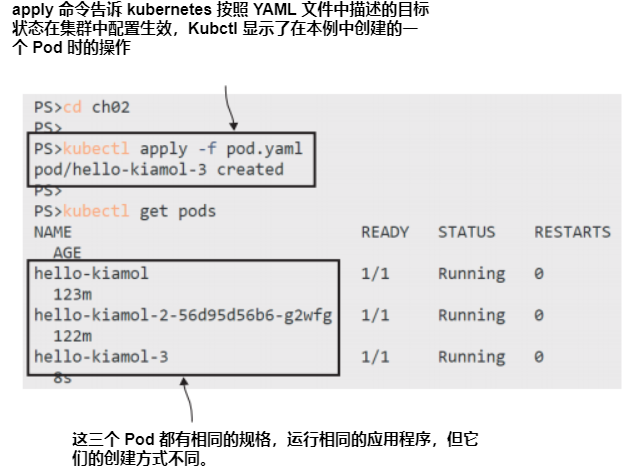 apply 命令告诉 kubernetes 按照 YAML 文件中描述的目标
状态在集群中配置生效，Kubctl 显示了在本例中创建的一
个 Pod 时的操作
PS>cd ch02
PS>
PS>kubectl apply -f pod.yaml
pod/hello-kiamol-3 created
PS>
PS>kubectl get pods
NAME READY STATUS RESTARTS
AGE
hello-kiamol 1/1 Running 0
123m
hello-kiamol-2-56d95d56b6-g2wfg 1/1 Running 0
122m
hello-kiamol-3 1/1 Running 0
8s
这三个 Pod 都有相同的规格，运行相同的应用程序，但它
们的创建方式不同。